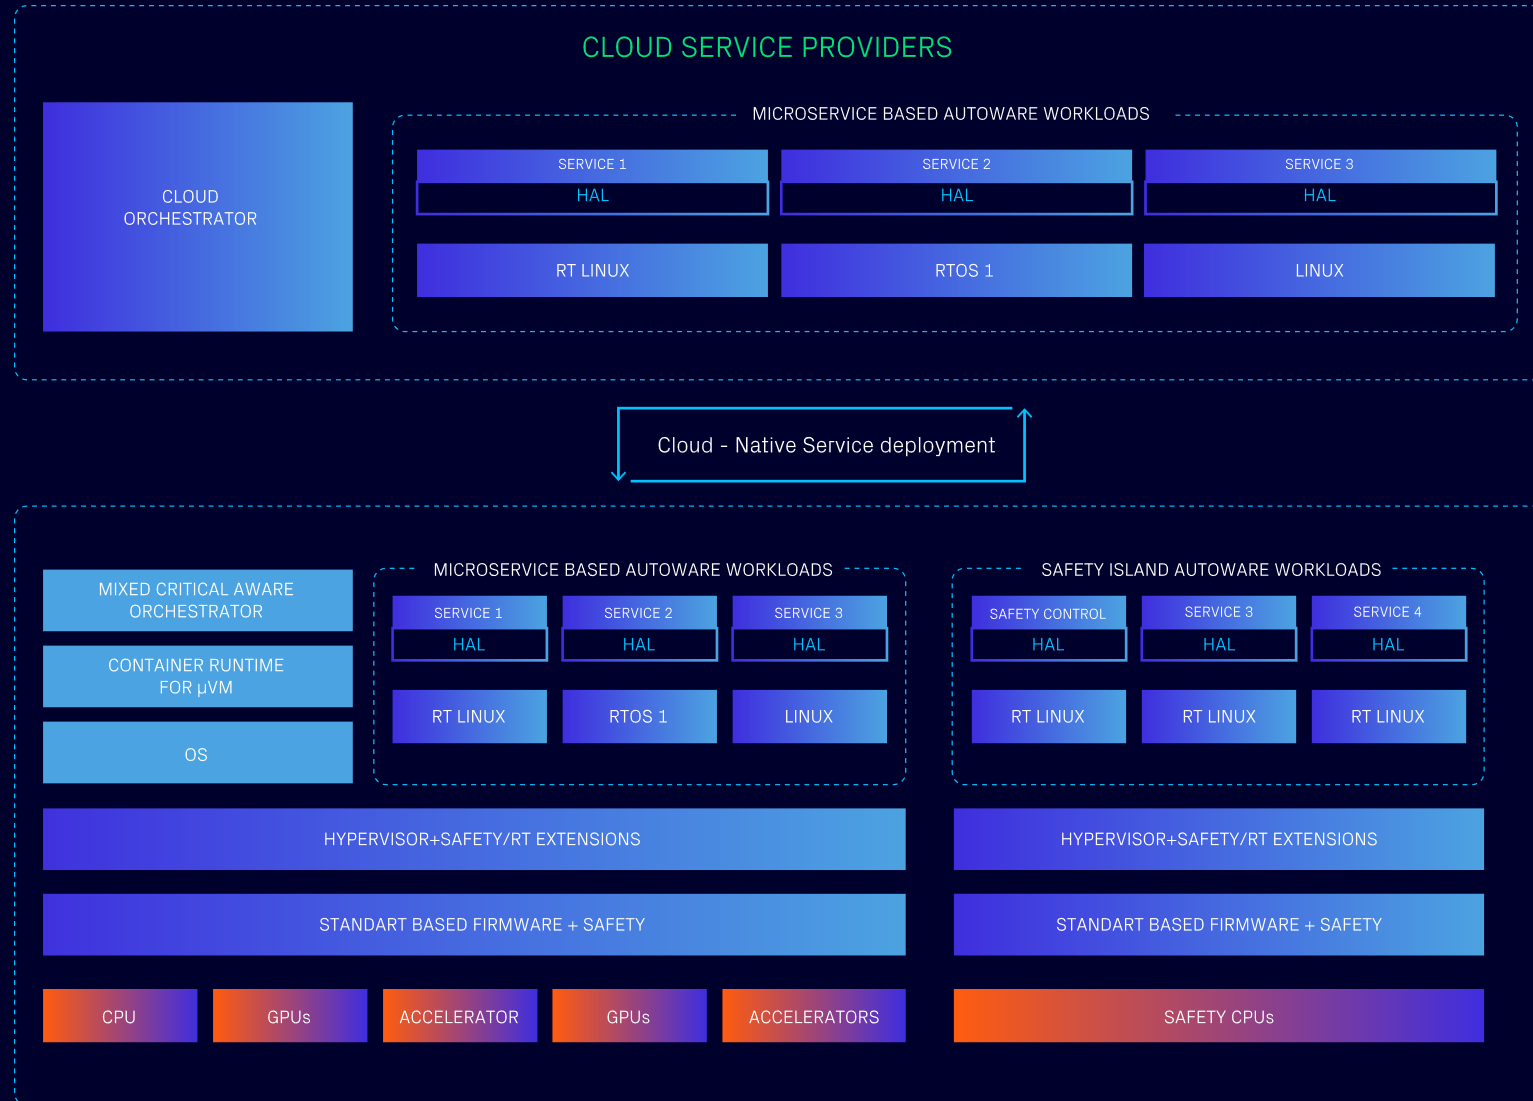 CLOUD SERVICE PROVIDERS
CLOUD
ORCHESTRATOR
MICROSERVICE BASED AUTOWARE WORKLOADS
SERVICE 1
SERVICE 2
SERVICE 3
HAL
HAL
HAL
RT LINUX
RTOS 1
LINUX
Cloud - Native Service deployment
MIXED CRITICAL AWARE
ORCHESTRATOR
CONTAINER RUNTIME
FOR µVM
OS
MICROSERVICE BASED AUTOWARE WORKLOADS
SERVICE 1
SERVICE 2
SERVICE 3
HAL
HAL
HAL
RT LINUX
RTOS 1
LINUX
SAFETY ISLAND AUTOWARE WORKLOADS
SAFETY CONTROL
SERVICE 3
SERVICE 4
HAL
HAL
HAL
RT LINUX
RT LINUX
RT LINUX
HYPERVISOR+SAFETY/RT EXTENSIONS
HYPERVISOR+SAFETY/RT EXTENSIONS
STANDART BASED FIRMWARE + SAFETY
STANDART BASED FIRMWARE + SAFETY
CPU
GPUs
ACCELERATOR
GPUs
ACCELERATORS
SAFETY CPUs